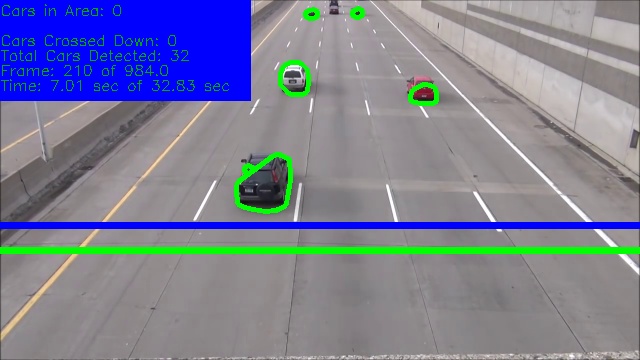 Cars in Area: 0
Cars Crossed Down: 0
Total Cars Detected: 32
Frame: 210 of 984.0
Time: 7.01 sec of 32.83 sec